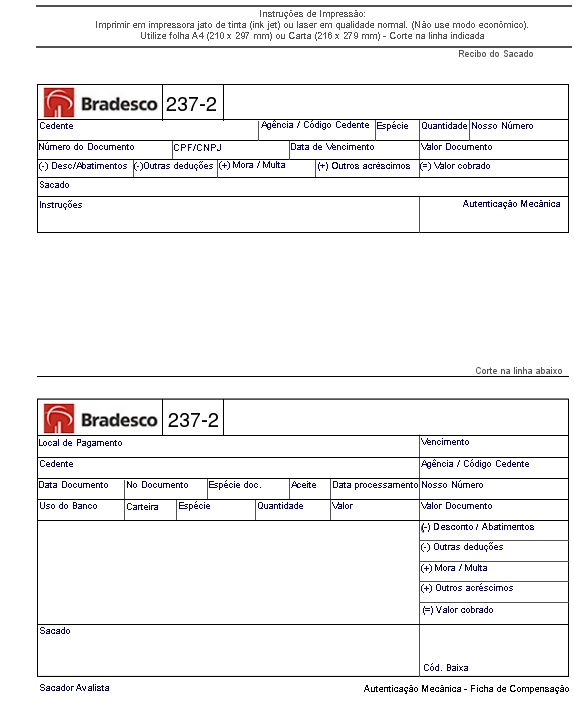 Instruções de Impressão:
Imprimir em impressora jato de tinta (ink jet) ou laser em qualidade normal. (Não use modo econômico).
Utilize folha A4 (210 x 297 mm) ou Carta (216 x 279 mm) - Corte na linha indicada
Recibo do Sacado
Bradesco 237-2
Cedente Agência / Código Cedente Espécie Quantidade Nosso Número
Número do Documento CPF/CNPJ Data de Vencimento Valor Documento
(-) Desc/Abatimentos (-)Outras deduções (+) Mora / Multa (+) Outros acréscimos (=) Valor cobrado
Sacado
Instruções Autenticação Mecânica
Corte na linha abaixo
Bradesco 237-2
Local de Pagamento Vencimento
Cedente Agência / Código Cedente
Data Documento No Documento Espécie doc. Aceite Data processamento Nosso Número
Uso do Banco Carteira Espécie Quantidade Valor Valor Documento
(-) Desconto / Abatimentos
(-) Outras deduções
(+) Mora / Multa
(+) Outros acréscimos
(=) Valor cobrado
Sacado
Cód. Baixa
Sacador Avalista Autenticação Mecânica - Ficha de Compensação